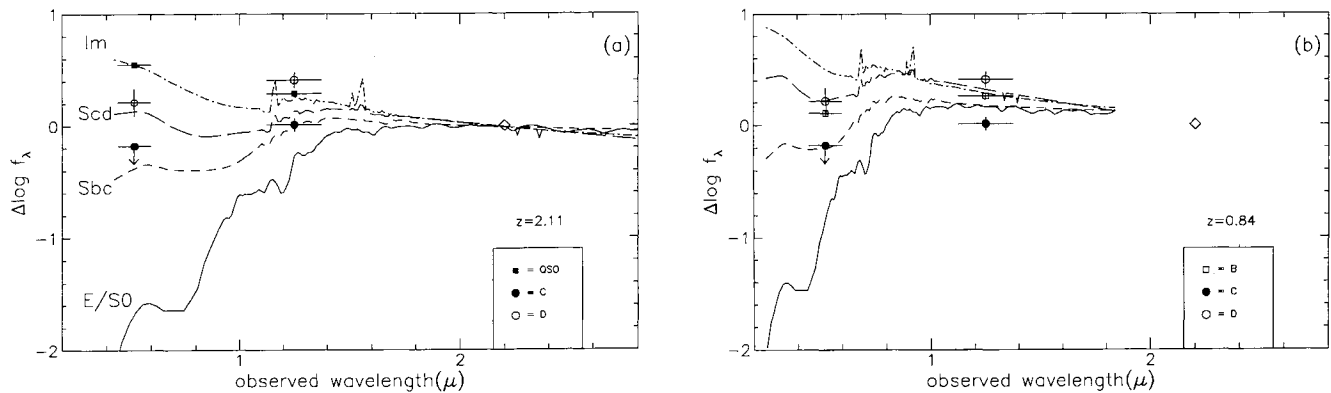 1
(a)
Im
Scd
0
Δlog f_λ
Sbc
-1
z=2.11
■ = QSO
● = C
○ = D
E/S0
-2
1
2
observed wavelength(μ)
1
(b)
0
Δlog f_λ
-1
z=0.84
□ = B
● = C
○ = D
-2
1
2
observed wavelength(μ)